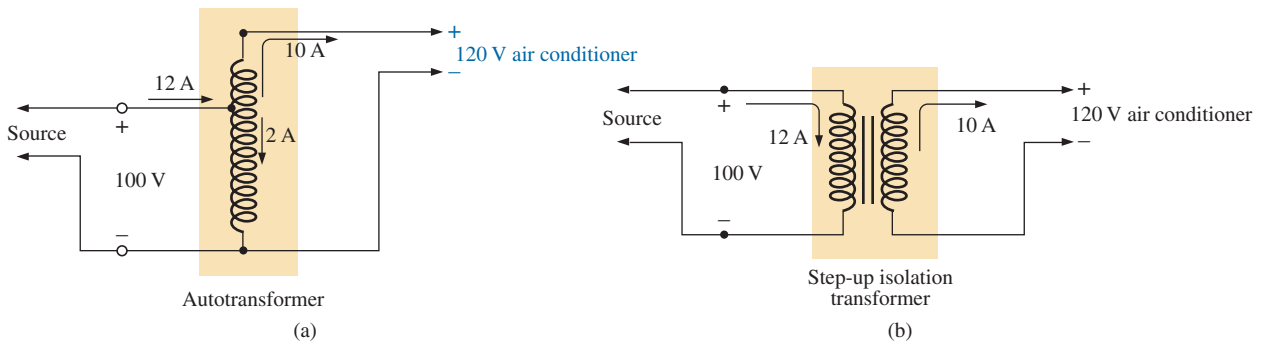 10 A
+
120 V air conditioner
−
12 A
+
Source
2 A
100 V
−
Autotransformer
(a)
+
Source
12 A
10 A
+
120 V air conditioner
−
100 V
−
Step-up isolation
transformer
(b)